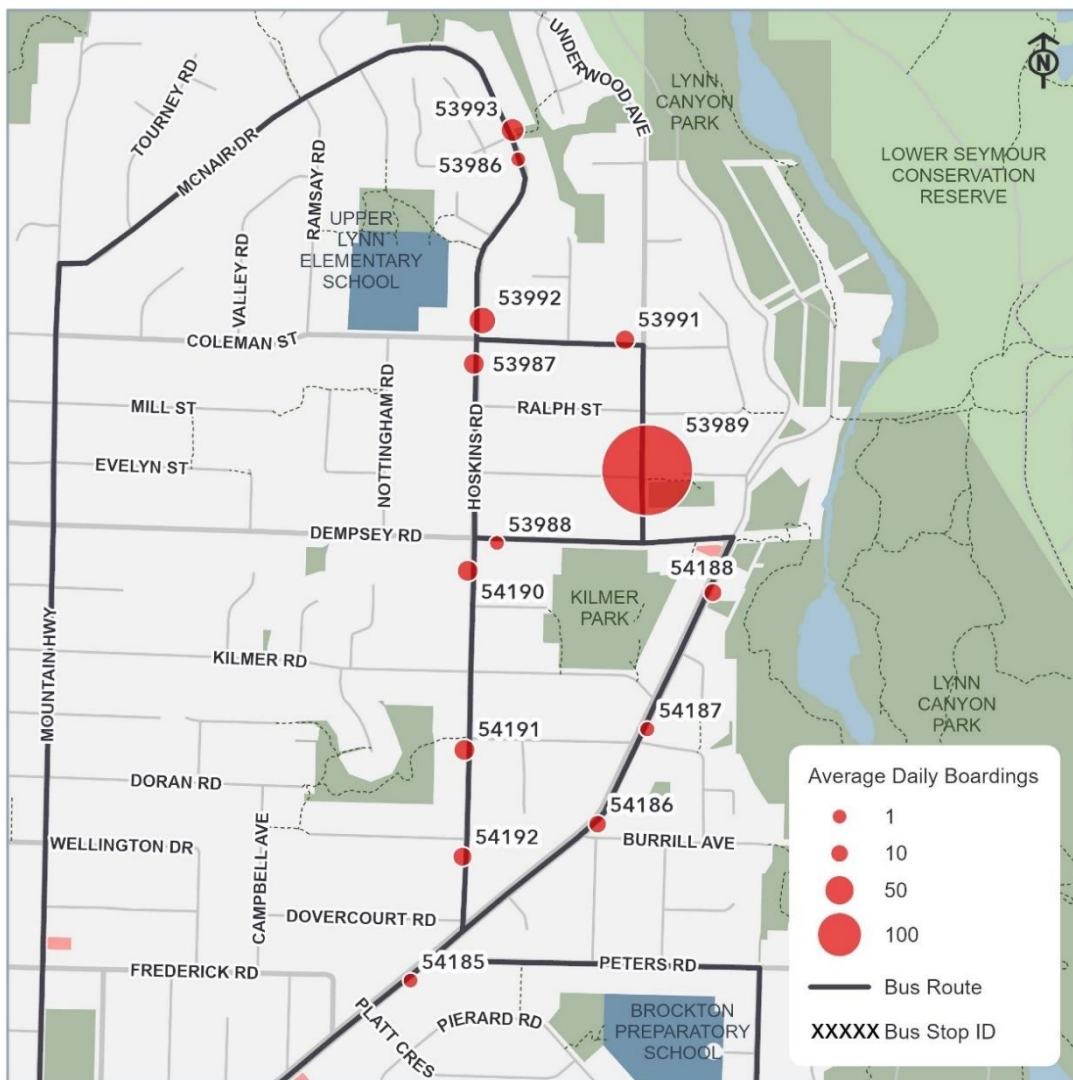 UNDERWOOD AVE
N
TOURNEY RD
LYNN
CANYON
PARK
53993
MCNAIR DR
53986
LOWER SEYMOUR
CONSERVATION
RESERVE
RAMSAY RD
UPPER
LYNN
ELEMENTARY
SCHOOL
VALLEY RD
53992
53991
COLEMAN ST
53987
NOTTINGHAM RD
MILL ST
RALPH ST
HOSKINS RD
53989
EVELYN ST
DEMPSEY RD
53988
54188
54190
KILMER
PARK
MOUNTAIN HWY
KILMER RD
LYNN
CANYON
PARK
54191
54187
DORAN RD
54186
WELLINGTON DR
CAMPBELL AVE
54192
BURRILL AVE
DOVERCOURT RD
54185
FREDERICK RD
PETERS RD
PLATT CRES
PIERARD RD
BROCKTON
PREPARATORY
SCHOOL
Average Daily Boardings
1
10
50
100
Bus Route
XXXXX Bus Stop ID